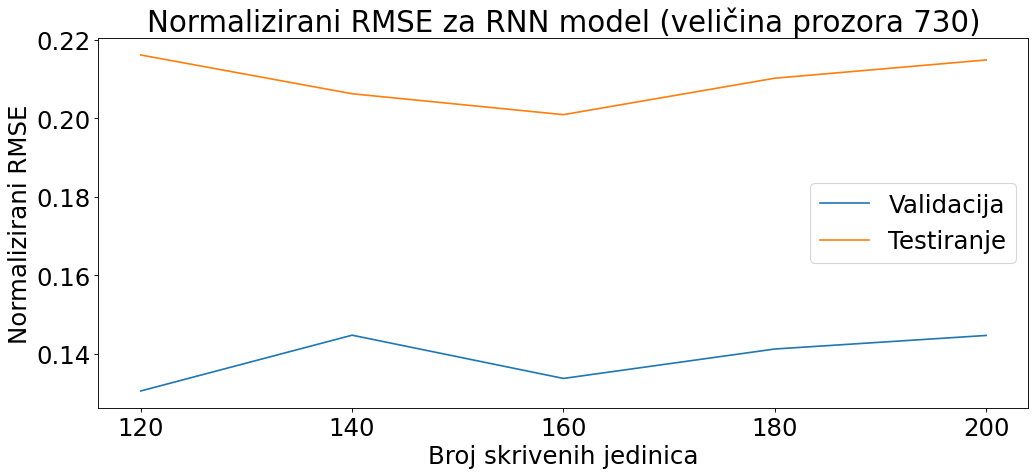 Normalizirani RMSE za RNN model (veličina prozora 730)
Normalizirani RMSE
0.22
0.20
0.18
0.16
0.14
Validacija
Testiranje
120 140 160 180 200
Broj skrivenih jedinica